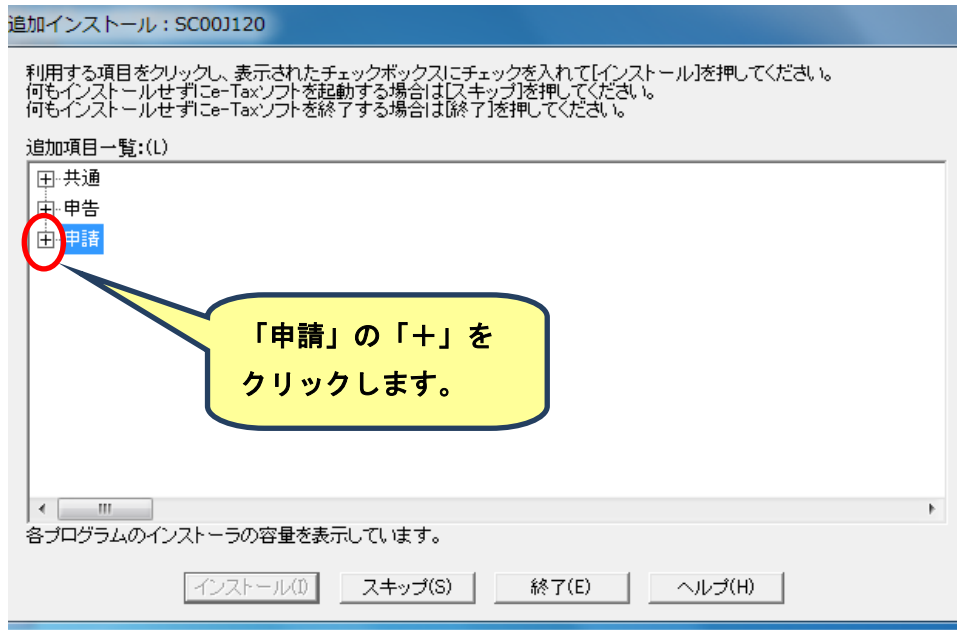 追加インストール：SC00J120
利用する項目をクリックし、表示されたチェックボックスにチェックを入れて[インストール]を押してください。
何もインストールせずにe-Taxソフトを起動する場合は[スキップ]を押してください。
何もインストールせずにe-Taxソフトを終了する場合は[終了]を押してください。
追加項目一覧:(L)
共通
申告
申請
「申請」の「＋」を
クリックします。
各プログラムのインストーラの容量を表示しています。
インストール(I) スキップ(S) 終了(E) ヘルプ(H)